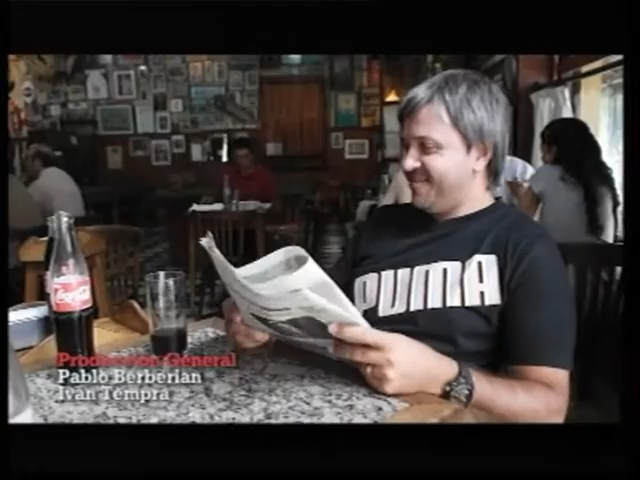 PUMA
Coca-Cola
Producción General
Pablo Berberian
Ivan Tempra